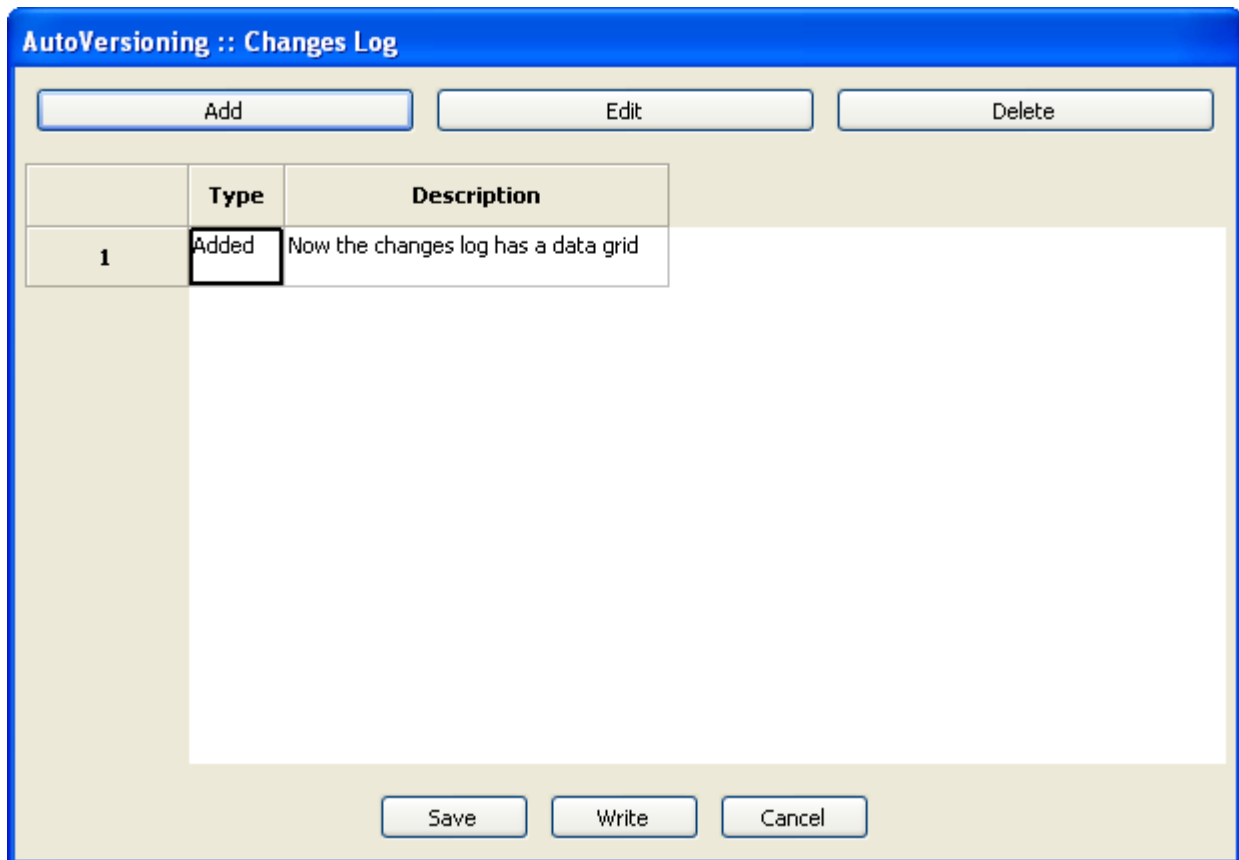 AutoVersioning :: Changes Log
Add Edit Delete
Type Description
1 Added Now the changes log has a data grid
Save Write Cancel